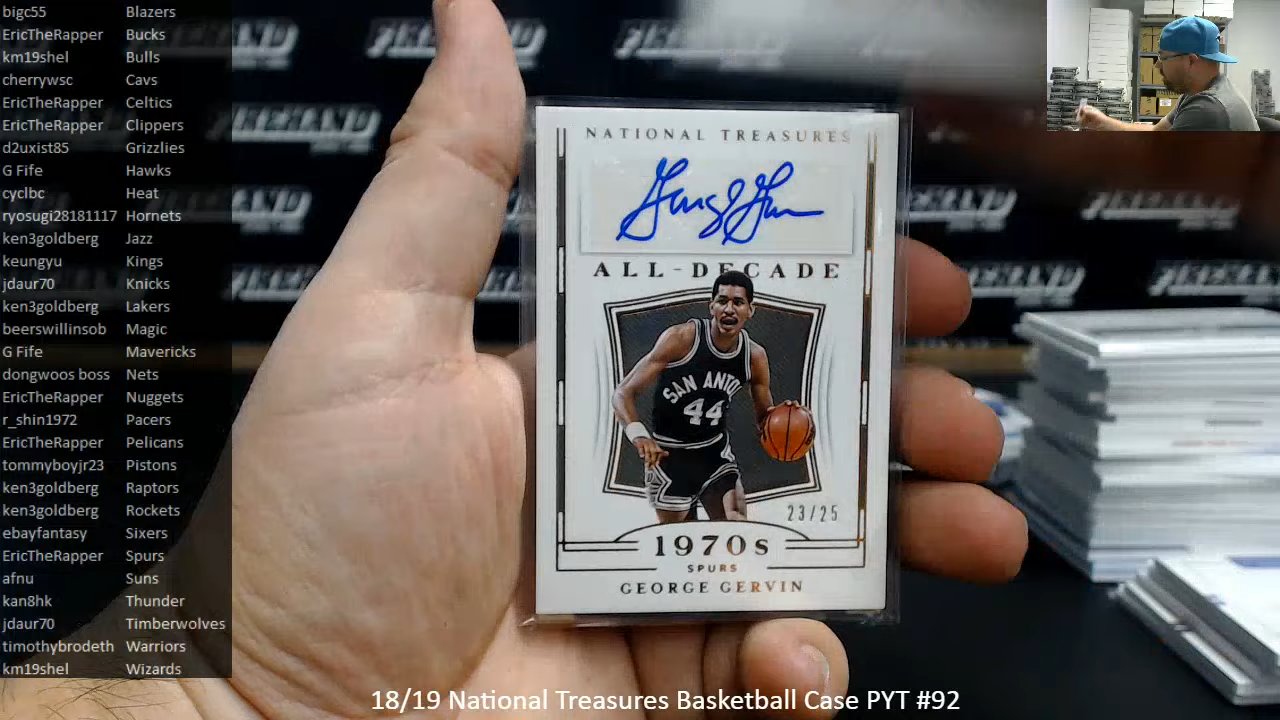 bigc55 Blazers
EricTheRapper Bucks
km19shel Bulls
cherrywsc Cavs
EricTheRapper Celtics
EricTheRapper Clippers
d2uxist85 Grizzlies
G Fife Hawks
cyclbc Heat
ryosugi28181117 Hornets
ken3goldberg Jazz
keungyu Kings
jdaur70 Knicks
ken3goldberg Lakers
beerswillinsob Magic
G Fife Mavericks
dongwoos boss Nets
EricTheRapper Nuggets
r_shin1972 Pacers
EricTheRapper Pelicans
tommyboyjr23 Pistons
ken3goldberg Raptors
ken3goldberg Rockets
ebayfantasy Sixers
EricTheRapper Spurs
afnu Suns
kan8hk Thunder
jdaur70 Timberwolves
timothybrodeth Warriors
km19shel Wizards
NATIONAL TREASURES
ALL-DECADE
SAN ANTO
44
23/25
1970s
SPURS
GEORGE GERVIN
18/19 National Treasures Basketball Case PYT #92